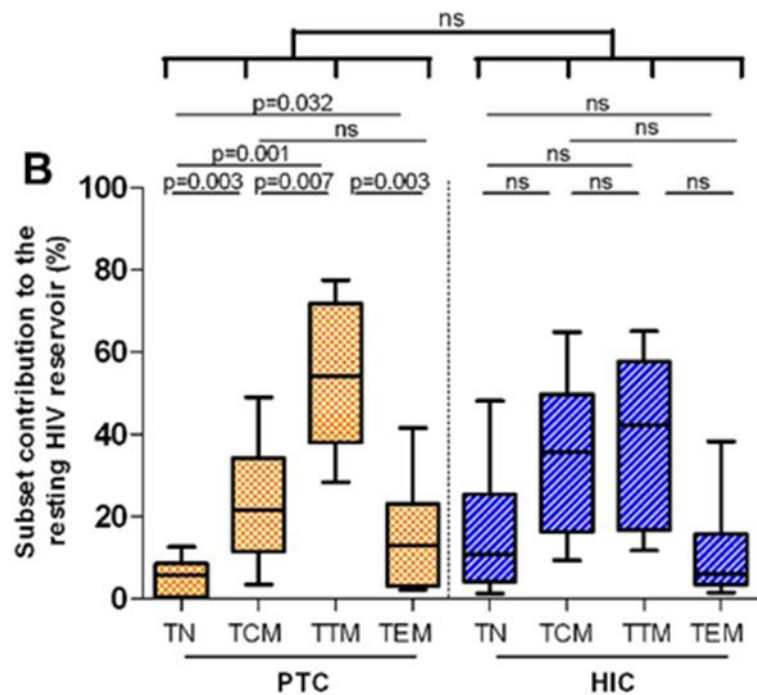 ns
p=0.032
ns
ns
ns
p=0.001
ns
B
p=0.003 p=0.007 p=0.003
ns ns ns
100
80
60
40
20
0
Subset contribution to the
resting HIV reservoir (%)
TN TCM TTM TEM TN TCM TTM TEM
PTC HIC